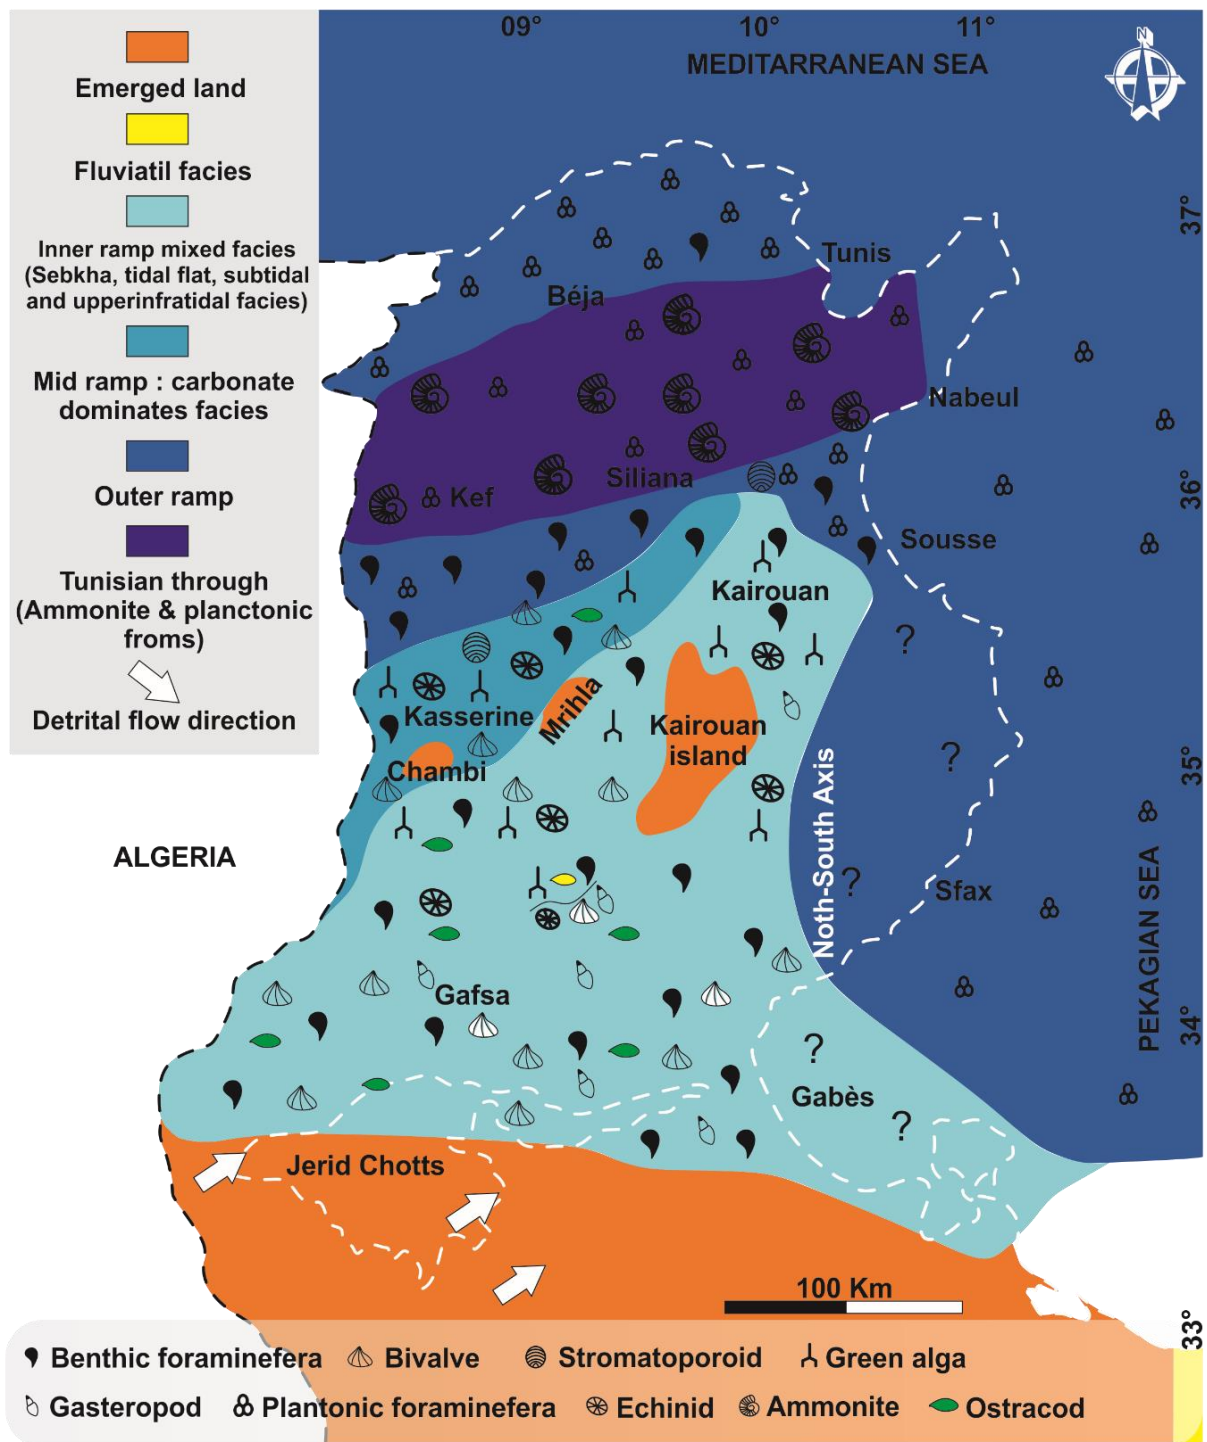 Emerged land
Fluviatil facies
Inner ramp mixed facies
(Sebkha, tidal flat, subtidal
and upperinfratidal facies)
Mid ramp : carbonate
dominates facies
Outer ramp
Tunisian through
(Ammonite & planctonic
froms)
Detrital flow direction
09°
10°
11°
MEDITARRANEAN SEA
N
37°
Tunis
Béja
Nabeul
Siliana
Kef
36°
Sousse
Kairouan
?
Mrihla
Kasserine
Kairouan
island
?
Chambi
35°
Noth-South Axis
ALGERIA
?
Sfax
PEKAGIAN SEA
Gafsa
34°
?
Gabès
?
Jerid Chotts
100 Km
33°
Benthic foraminefera
Bivalve
Stromatoporoid
Green alga
Gasteropod
Plantonic foraminefera
Echinid
Ammonite
Ostracod